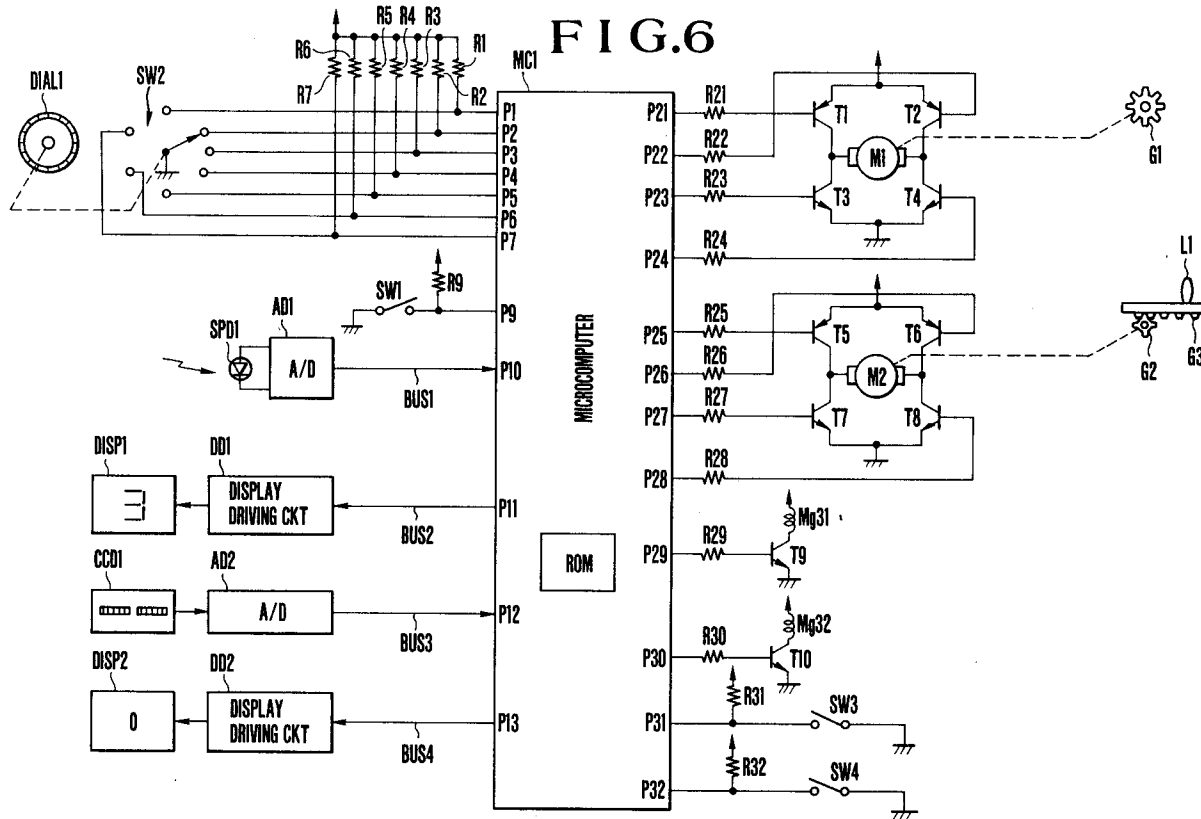 FIG.6
DIAL1
SW2
R7
R6
R5
R4
R3
R2
R1
MC1
P1
P2
P3
P4
P5
P6
P7
SW1
R9
P9
SPD1
AD1
A/D
BUS1
P10
DISP1
DD1
DISPLAY
DRIVING CKT
BUS2
P11
CCD1
AD2
A/D
BUS3
P12
DISP2
0
DD2
DISPLAY
DRIVING CKT
BUS4
P13
MICROCOMPUTER
ROM
P21
R21
P22
R22
P23
R23
P24
R24
T1
T2
M1
T3
T4
G1
P25
R25
P26
R26
P27
R27
P28
R28
T5
T6
M2
T7
T8
L1
G2
G3
P29
R29
Mg31
T9
P30
R30
Mg32
T10
P31
R31
SW3
P32
R32
SW4